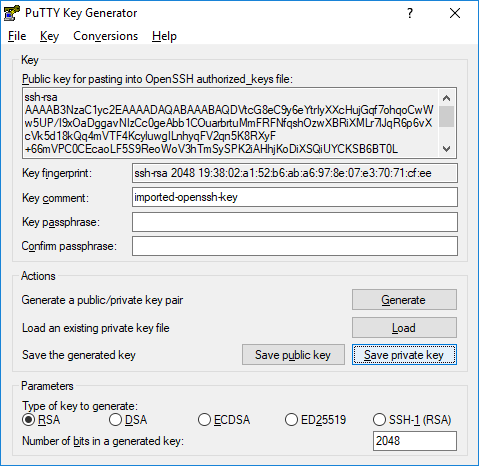 PuTTY Key Generator
?
File Key Conversions Help
Key
Public key for pasting into OpenSSH authorized_keys file:
ssh-rsa
AAAAB3NzaC1yc2EAAAADAQABAAABAQDVtcG8eC9y6eYtrlyXXcHujGqf7ohqoCwW
w5UP/I9xOaDggavNIzCc0geAbb1COuarbrtuMmFRFNfqshOzwXBRiXMLr7lJqR6p6vX
cVk5d18kQq4mVTF4KcyluwgILnhyqFV2qn5K8RXyF
+66mVPC0CEcaoLF5S9ReoWoV3hTmSySPK2iAHhjKoDiXSQiUYCKSB6BT0L
Key fingerprint: ssh-rsa 2048 19:38:02:a1:52:b6:ab:a6:97:8e:07:e3:70:71:cf:ee
Key comment: imported-openssh-key
Key passphrase:
Confirm passphrase:
Actions
Generate a public/private key pair Generate
Load an existing private key file Load
Save the generated key Save public key Save private key
Parameters
Type of key to generate:
RSA DSA ECDSA ED25519 SSH-1 (RSA)
Number of bits in a generated key: 2048